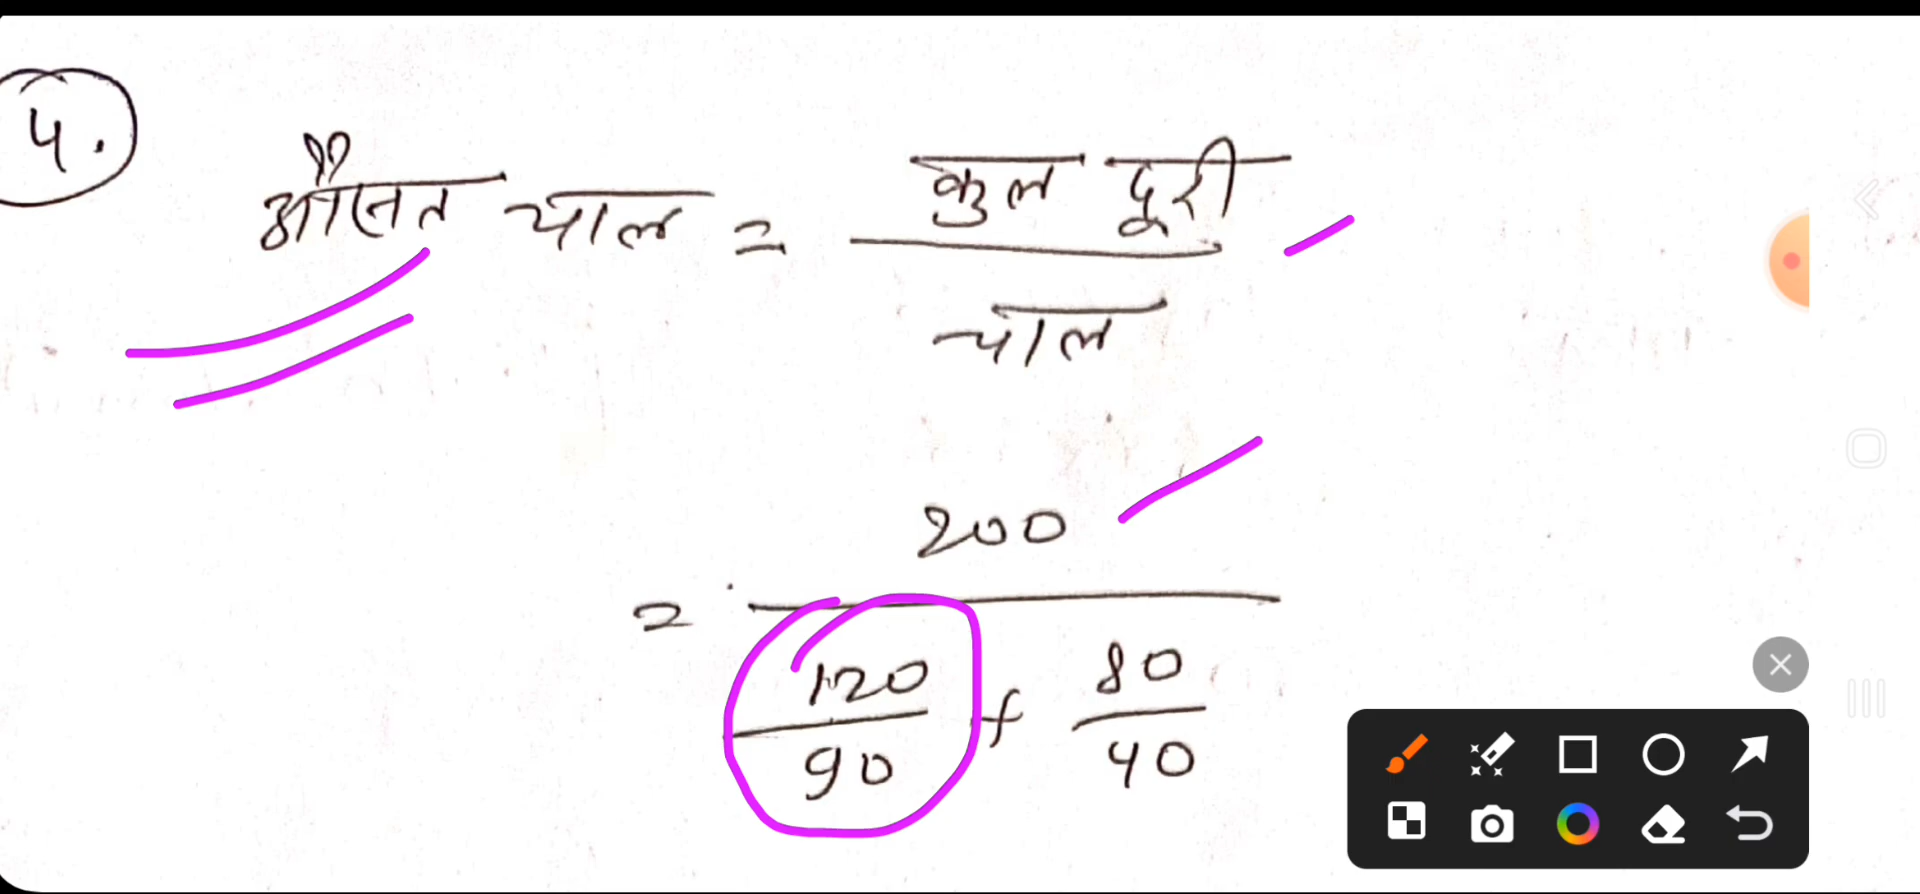 4.
औसत चाल = कुल दूरी / चाल
= 200 / 120/90 + 80/40